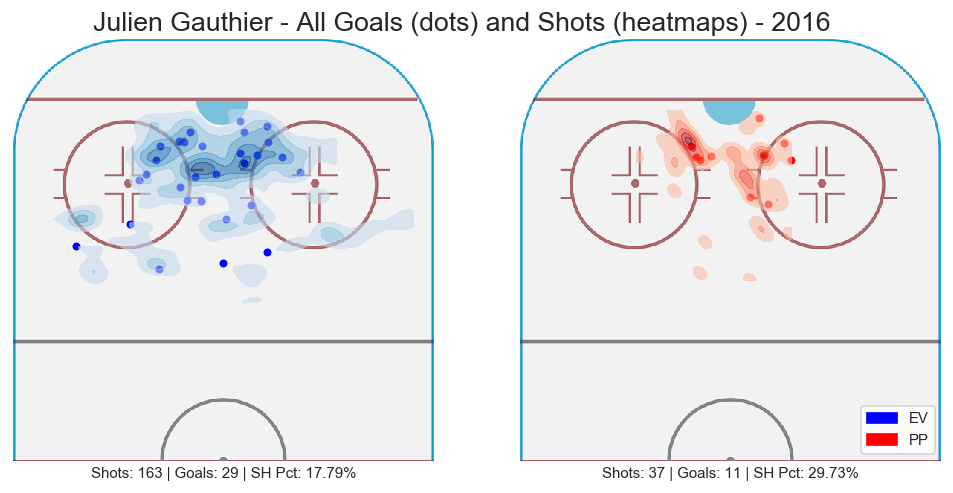 Julien Gauthier - All Goals (dots) and Shots (heatmaps) - 2016
EV
PP
Shots: 163 | Goals: 29 | SH Pct: 17.79%
Shots: 37 | Goals: 11 | SH Pct: 29.73%